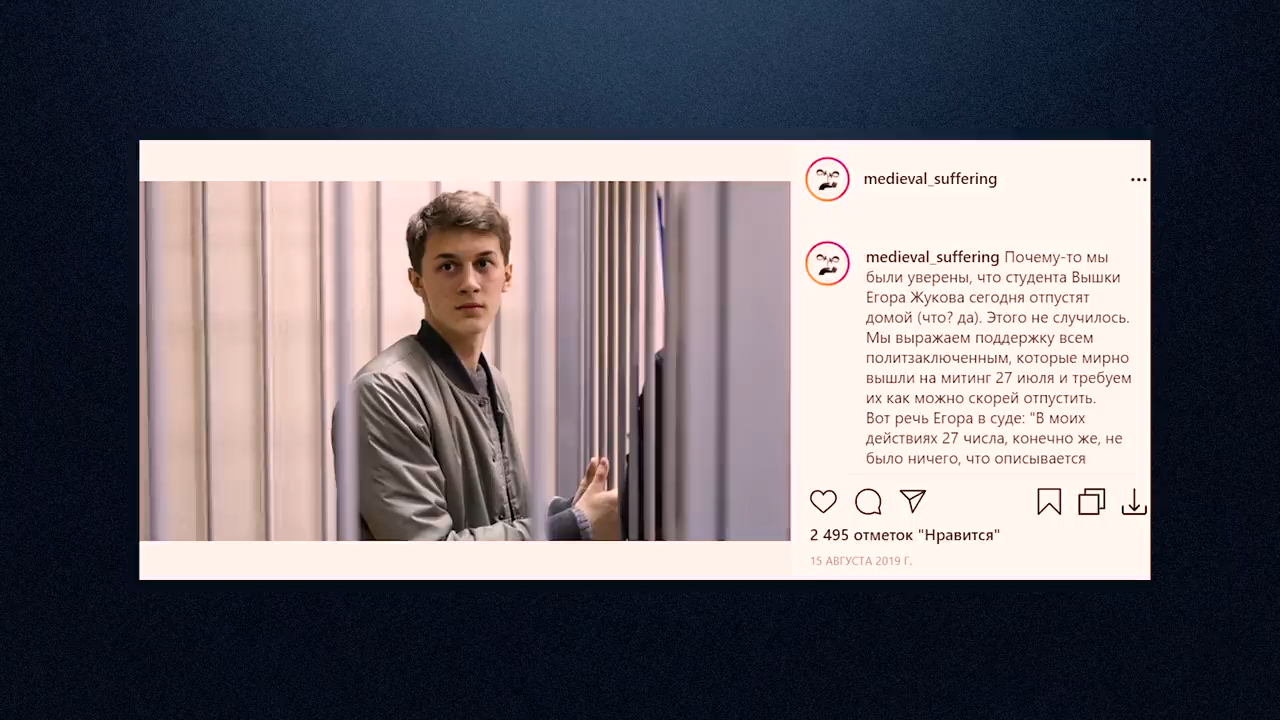 medieval_suffering
medieval_suffering Почему-то мы
были уверены, что студента Вышки
Егора Жукова сегодня отпустят
домой (что? да). Этого не случилось.
Мы выражаем поддержку всем
политзаключенным, которые мирно
вышли на митинг 27 июля и требуем
их как можно скорей отпустить.
Вот речь Егора в суде: "В моих
действиях 27 числа, конечно же, не
было ничего, что описывается
2 495 отметок "Нравится"
15 АВГУСТА 2019 Г.